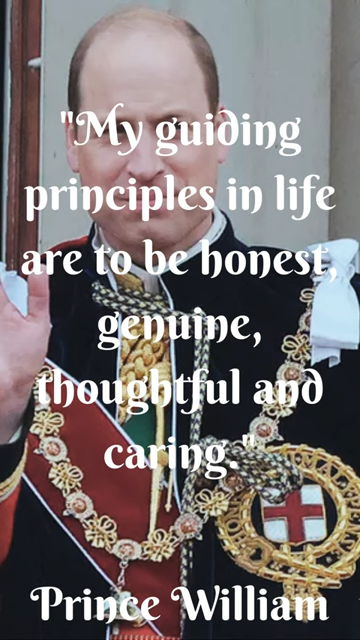 "My guiding
principles in life
are to be honest,
genuine,
thoughtful and
caring."
Prince William